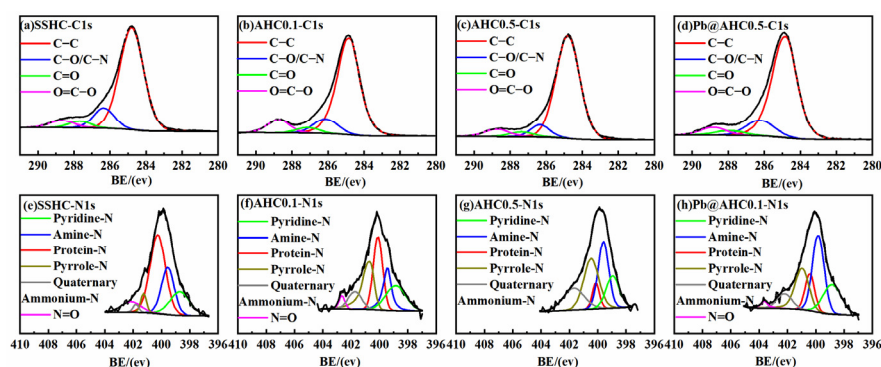 (a)SSHC-C1s
C−C
C−O/C−N
C=O
O=C−O
290 288 286 284 282 280
(b)AHC0.1-C1s
C−C
C−O/C−N
C=O
O=C−O
290 288 286 284 282 280
(c)AHC0.5-C1s
C−C
C−O/C−N
C=O
O=C−O
290 288 286 284 282 280
(d)Pb@AHC0.5-C1s
C−C
C−O/C−N
C=O
O=C−O
290 288 286 284 282 280
BE/(ev) BE/(ev) BE/(ev) BE/(ev)
(e)SSHC-N1s
Pyridine-N
Amine-N
Protein-N
Pyrrole-N
Quaternary
Ammonium-N
N=O
410 408 406 404 402 400 398 396
(f)AHC0.1-N1s
Pyridine-N
Amine-N
Protein-N
Pyrrole-N
Quaternary
Ammonium-N
N=O
410 408 406 404 402 400 398 396
(g)AHC0.5-N1s
Pyridine-N
Amine-N
Protein-N
Pyrrole-N
Quaternary
Ammonium-N
410 408 406 404 402 400 398 396
(h)Pb@AHC0.1-N1s
Pyridine-N
Amine-N
Protein-N
Pyrrole-N
Quaternary
Ammonium-N
N=O
410 408 406 404 402 400 398 396
BE/(ev) BE/(ev) BE/(ev) BE/(ev)